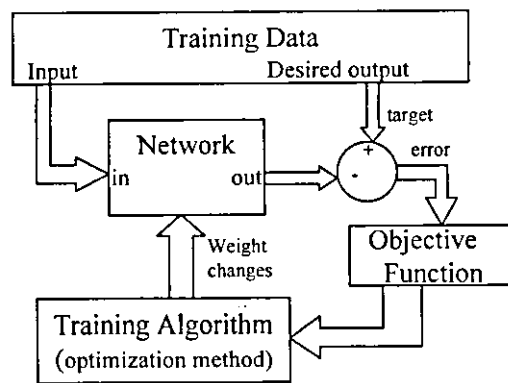 Training Data
Input
Desired output
target
Network
in
out
+
-
error
Weight
changes
Objective
Function
Training Algorithm
(optimization method)